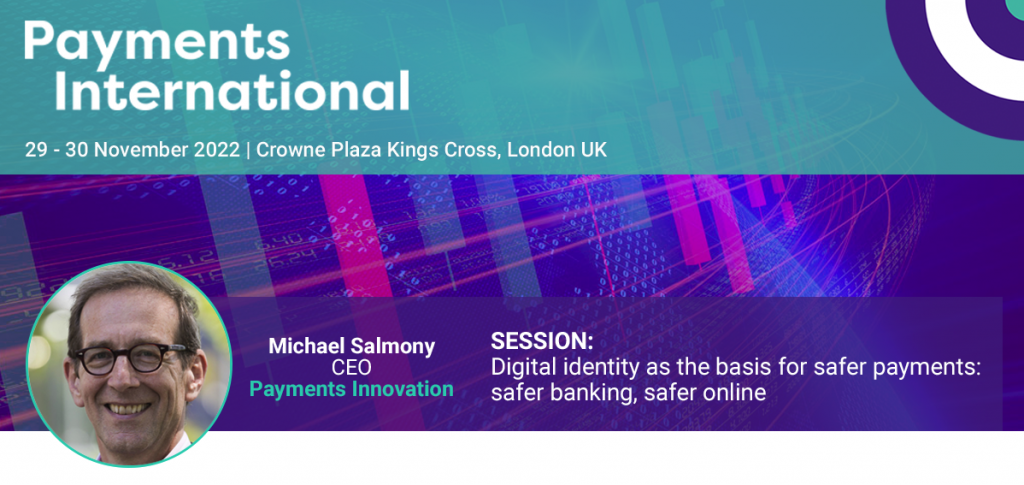 Payments
International
29 - 30 November 2022 | Crowne Plaza Kings Cross, London UK
Michael Salmony
CEO
Payments Innovation
SESSION:
Digital identity as the basis for safer payments:
safer banking, safer online